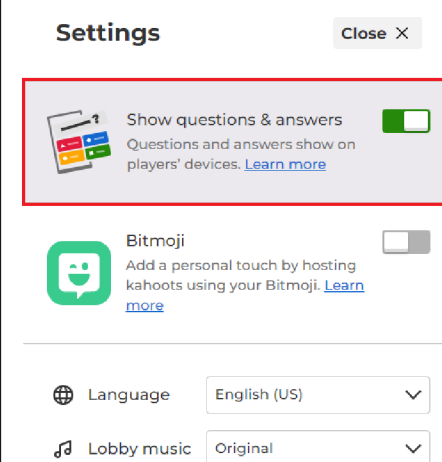 Settings
Close
Show questions & answers
Questions and answers show on
players' devices. Learn more
Bitmoji
Add a personal touch by hosting
kahoots using your Bitmoji. Learn
more
Language English (US)
Lobby music Original